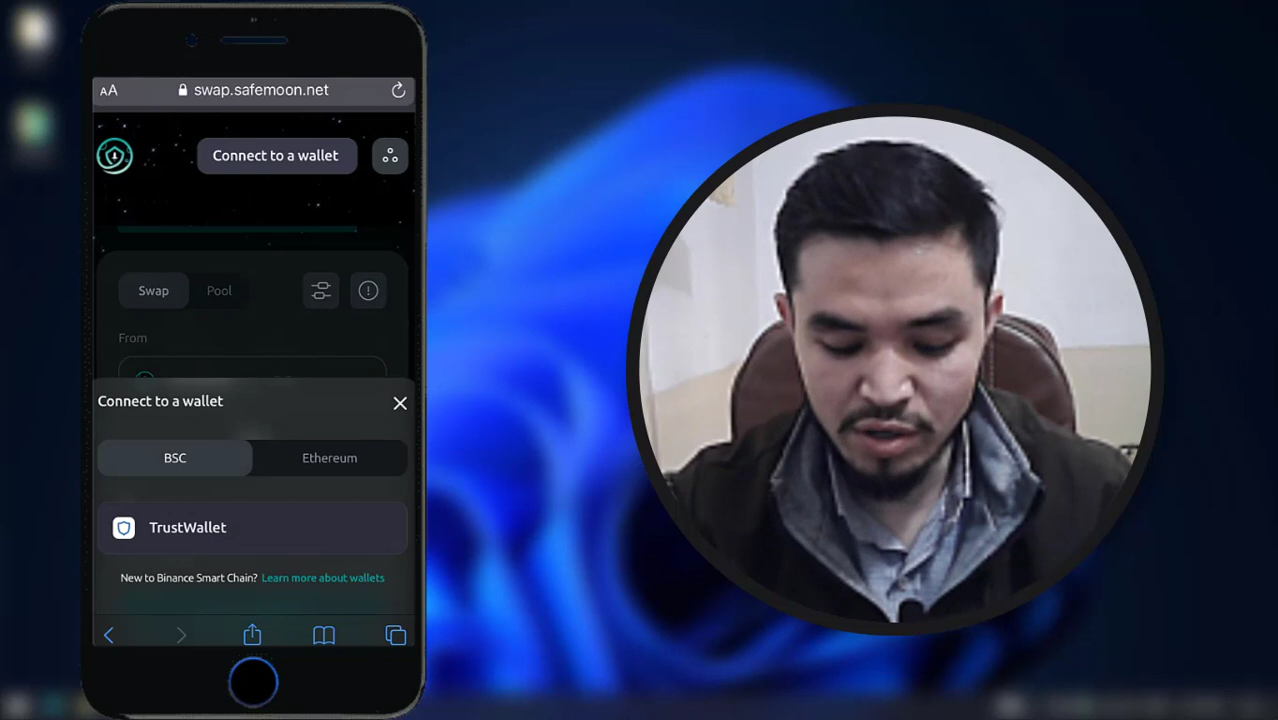 AA swap.safemoon.net
Connect to a wallet
Swap Pool
From
Connect to a wallet
BSC Ethereum
TrustWallet
New to Binance Smart Chain? Learn more about wallets